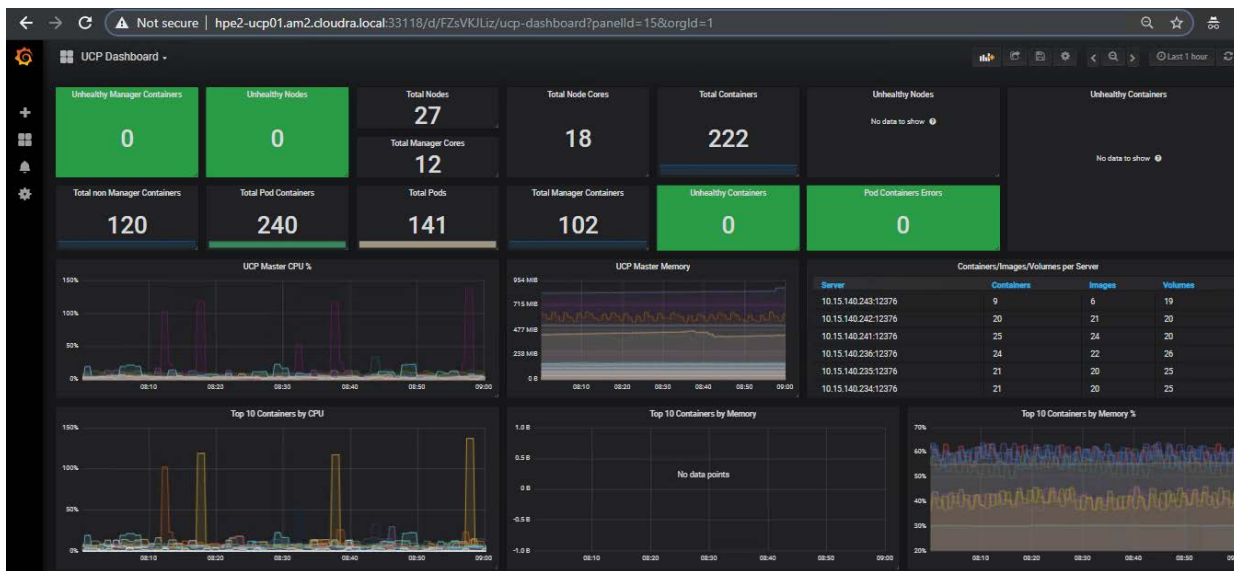 Not secure | hpe2-ucp01.am2.cloudra.local:33118/d/FZsVKJLiz/ucp-dashboard?panelId=15&orgId=1
UCP Dashboard
Last 1 hour
Unhealthy Manager Containers
0
Unhealthy Nodes
0
Total Nodes
27
Total Manager Cores
12
Total Node Cores
18
Total Containers
222
Unhealthy Nodes
No data to show
Unhealthy Containers
No data to show
Total non Manager Containers
120
Total Pod Containers
240
Total Pods
141
Total Manager Containers
102
Unhealthy Containers
0
Pod Containers Errors
0
UCP Master CPU %
150%
100%
50%
0%
08:10 08:20 08:30 08:40 08:50 09:00
UCP Master Memory
954 MiB
715 MiB
477 MiB
238 MiB
0 B
08:10 08:20 08:30 08:40 08:50 09:00
Containers/Images/Volumes per Server
Server Containers Images Volumes
10.15.140.243:12376 9 6 19
10.15.140.242:12376 20 21 20
10.15.140.241:12376 25 24 20
10.15.140.236:12376 24 22 26
10.15.140.235:12376 21 20 25
10.15.140.234:12376 21 20 25
Top 10 Containers by CPU
150%
100%
50%
0%
08:10 08:20 08:30 08:40 08:50 09:00
Top 10 Containers by Memory
1.0 B
0.5 B
0 B
-0.5 B
-1.0 B
No data points
08:10 08:20 08:30 08:40 08:50 09:00
Top 10 Containers by Memory %
70%
60%
50%
40%
30%
20%
08:10 08:20 08:30 08:40 08:50